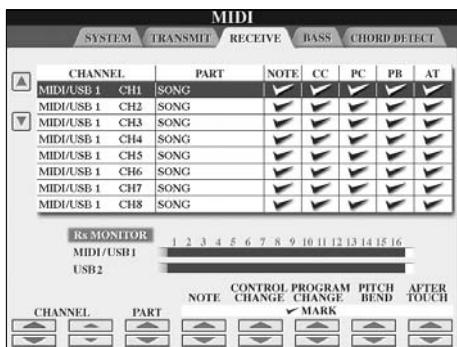 MIDI
SYSTEM TRANSMIT RECEIVE BASS CHORD DETECT
CHANNEL PART NOTE CC PC PB AT
MIDI/USB 1 CH1 SONG
MIDI/USB 1 CH2 SONG
MIDI/USB 1 CH3 SONG
MIDI/USB 1 CH4 SONG
MIDI/USB 1 CH5 SONG
MIDI/USB 1 CH6 SONG
MIDI/USB 1 CH7 SONG
MIDI/USB 1 CH8 SONG
Rx MONITOR 1 2 3 4 5 6 7 8 9 10 11 12 13 14 15 16
MIDI/USB1
USB2
CHANNEL PART NOTE CONTROL CHANGE PROGRAM CHANGE PITCH BEND AFTER TOUCH
MARK